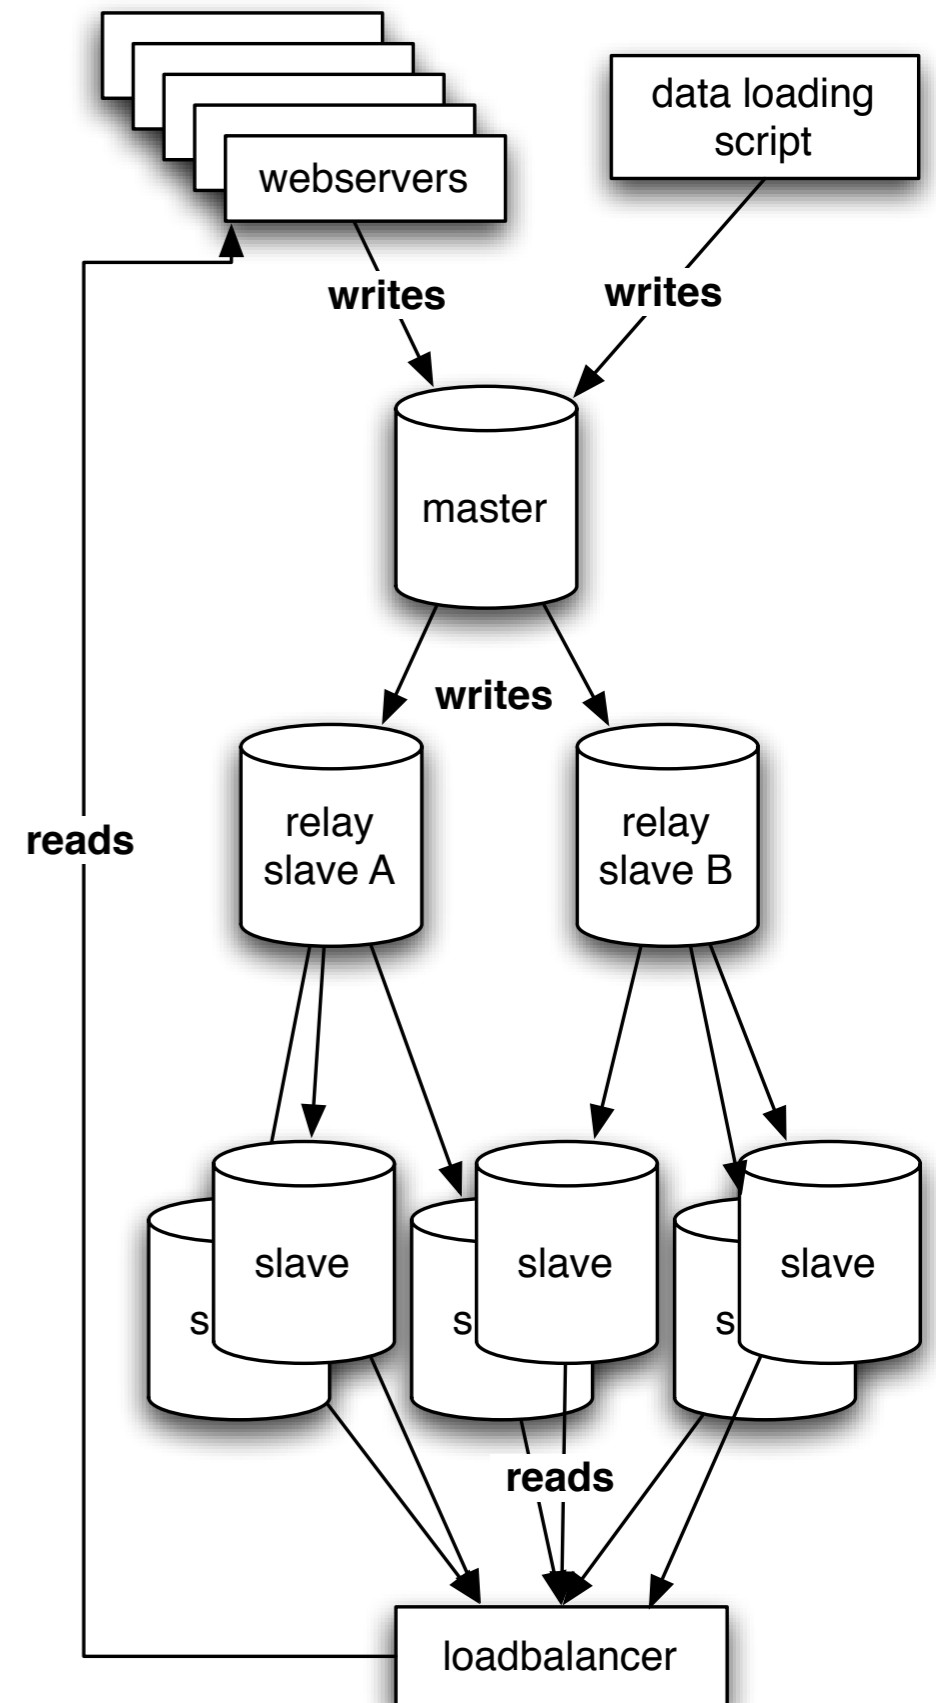 webservers
data loading
script
writes
writes
master
writes
relay
slave A
relay
slave B
reads
slave
slave
slave
s
s
s
reads
loadbalancer